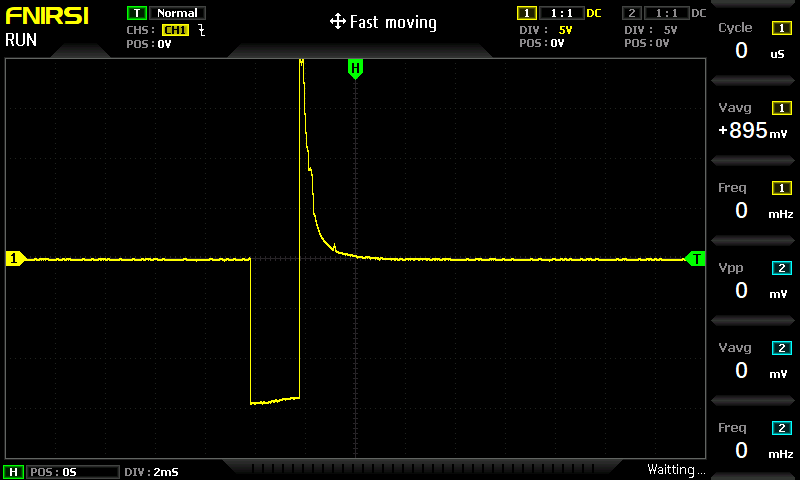 FNIRSI
RUN
T Normal
CHS: CH1
POS: 0V
Fast moving
1 1:1 DC
DIV: 5V
POS: 0V
2 1:1 DC
DIV: 5V
POS: 0V
H
1
T
Cycle 1
0 uS
Vavg 1
+895 mV
Freq 1
0 mHz
Vpp 2
0 mV
Vavg 2
0 mV
Freq 2
0 mHz
H POS: 0S DIV: 2mS
Waitting...